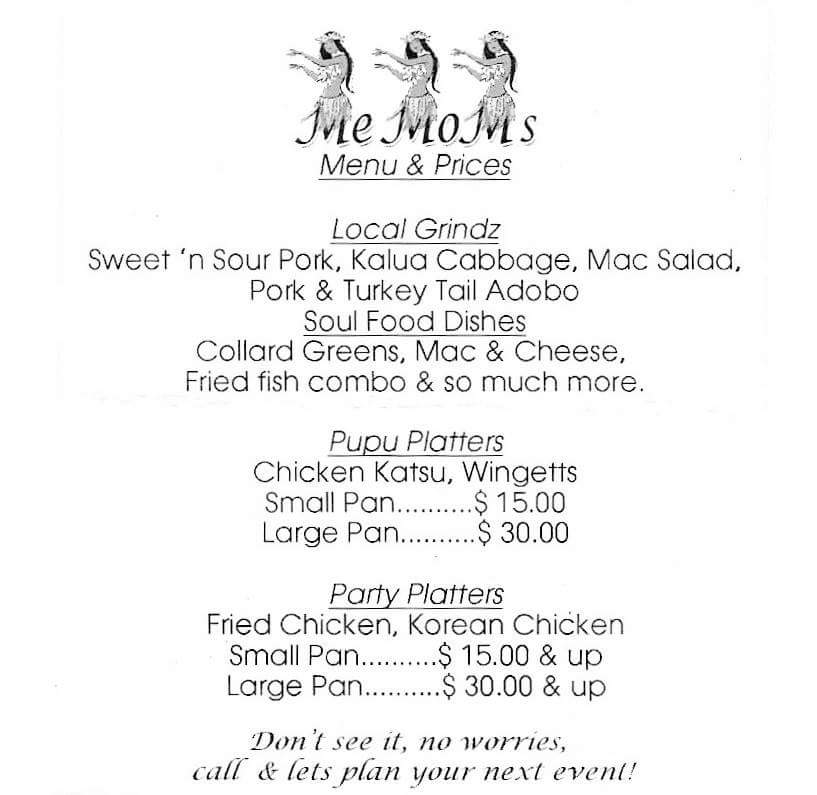 Me MoMs
Menu & Prices
Local Grindz
Sweet 'n Sour Pork, Kalua Cabbage, Mac Salad,
Pork & Turkey Tail Adobo
Soul Food Dishes
Collard Greens, Mac & Cheese,
Fried fish combo & so much more.
Pupu Platters
Chicken Katsu, Wingetts
Small Pan..........$ 15.00
Large Pan..........$ 30.00
Party Platters
Fried Chicken, Korean Chicken
Small Pan..........$ 15.00 & up
Large Pan..........$ 30.00 & up
Don't see it, no worries,
call & lets plan your next event!